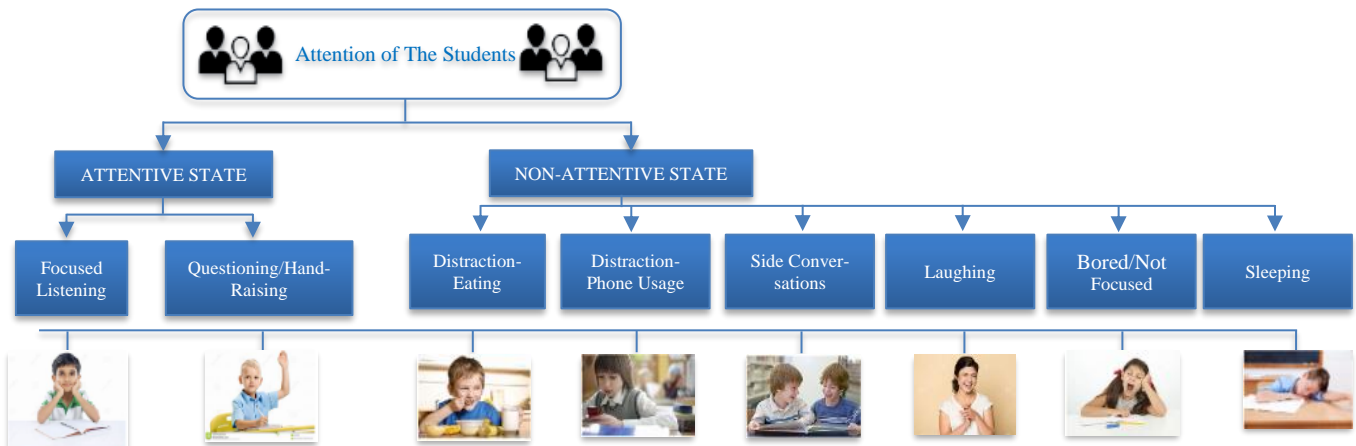 Attention of The Students
ATTENTIVE STATE
NON-ATTENTIVE STATE
Focused
Listening
Questioning/Hand-
Raising
Distraction-
Eating
Distraction-
Phone Usage
Side Conver-
sations
Laughing
Bored/Not
Focused
Sleeping